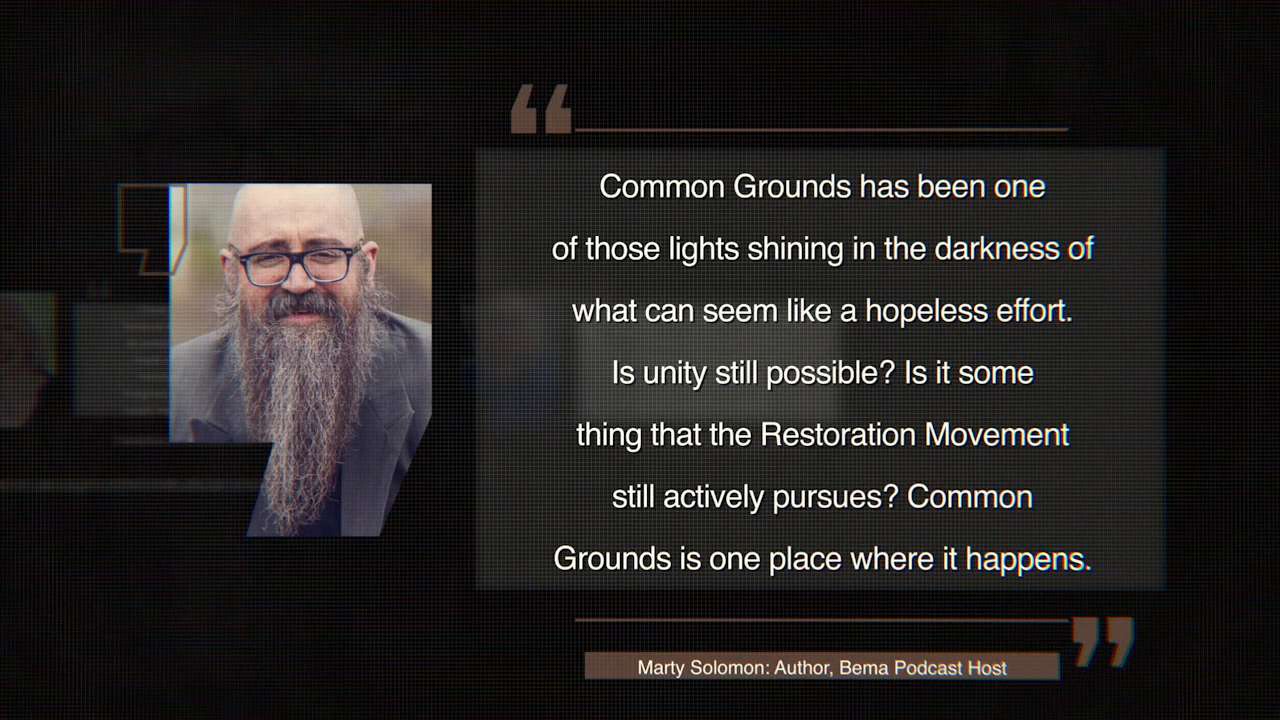 Common Grounds has been one
of those lights shining in the darkness of
what can seem like a hopeless effort.
Is unity still possible? Is it some
thing that the Restoration Movement
still actively pursues? Common
Grounds is one place where it happens.
Marty Solomon: Author, Bema Podcast Host